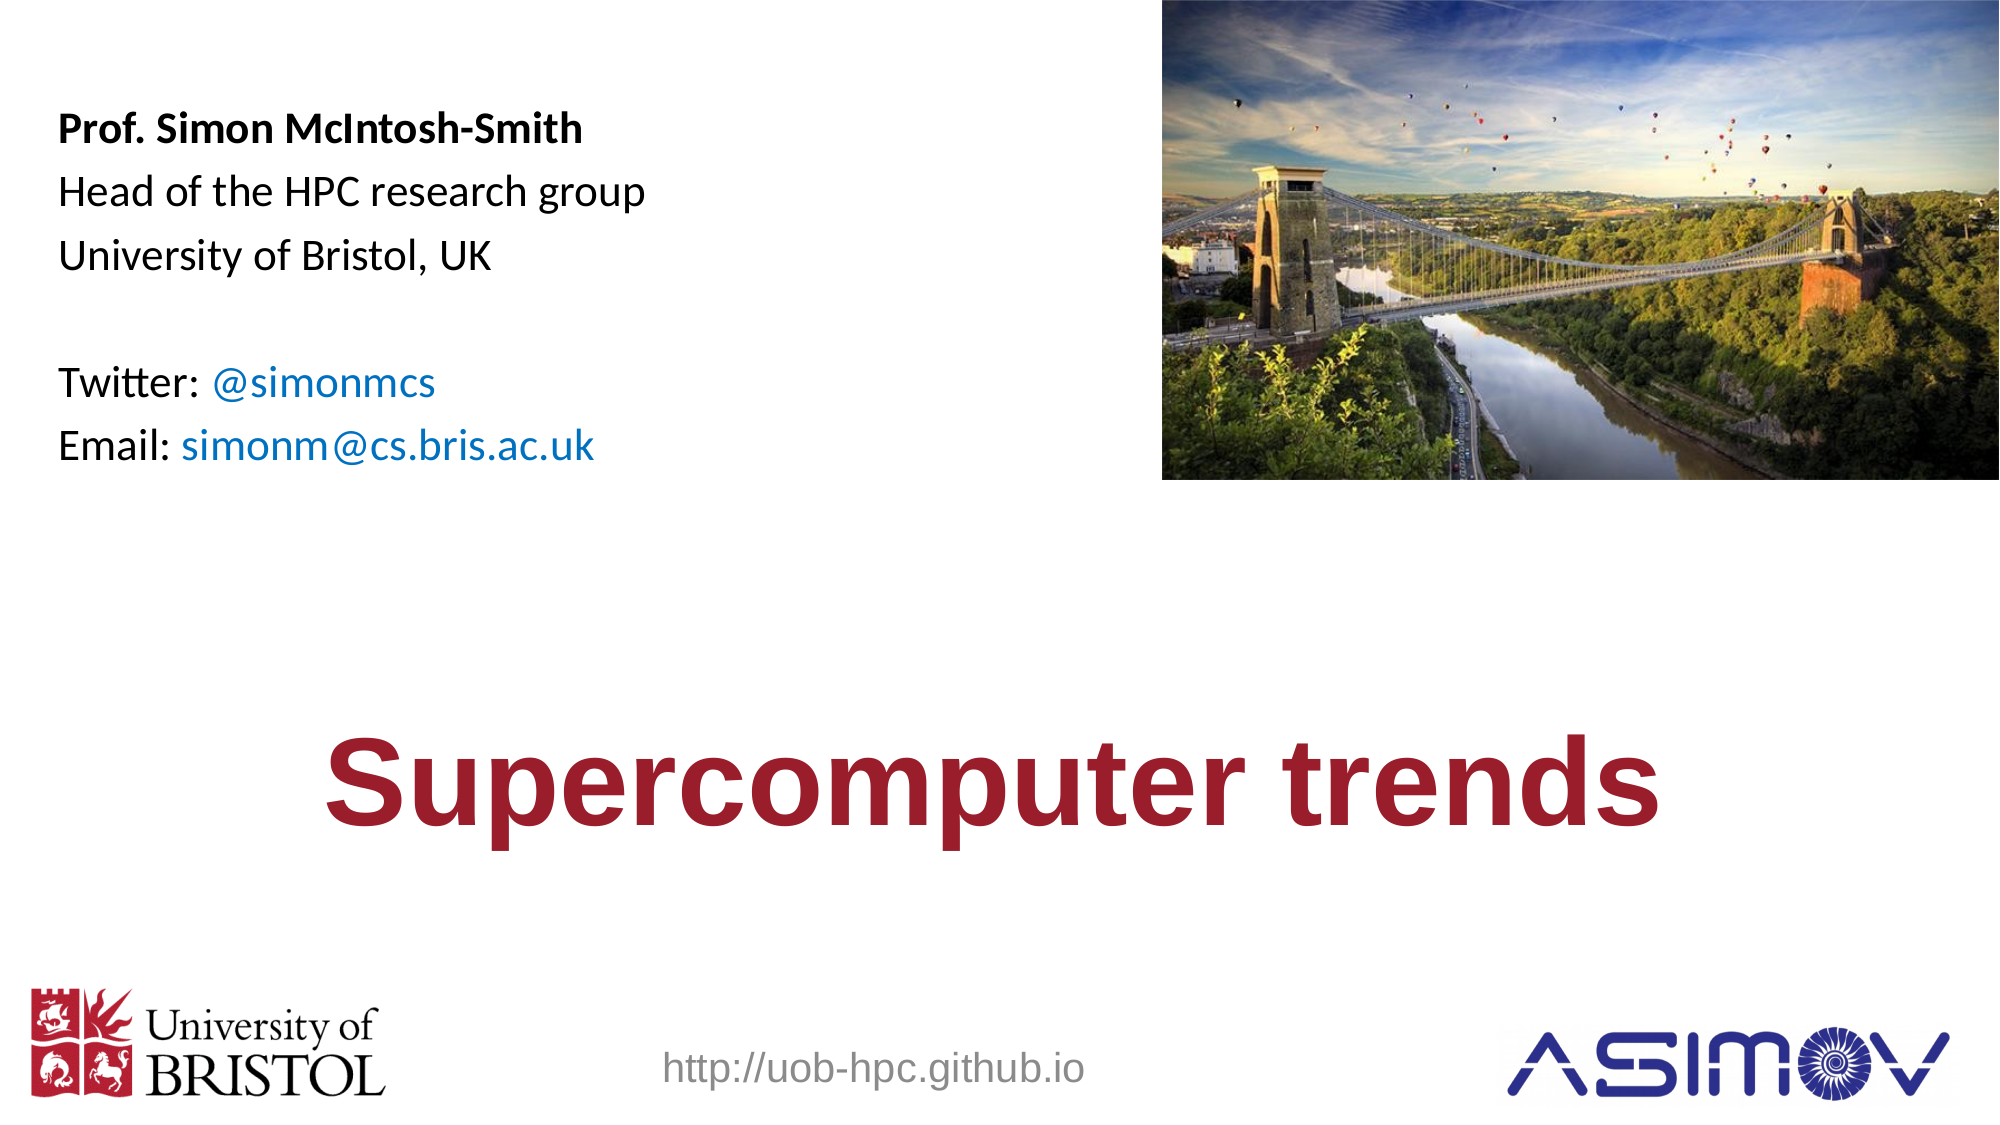 Prof. Simon McIntosh-Smith
Head of the HPC research group
University of Bristol, UK
Twitter: @simonmcs
Email: simonm@cs.bris.ac.uk
Supercomputer trends
University of
BRISTOL
http://uob-hpc.github.io
ASIMOV